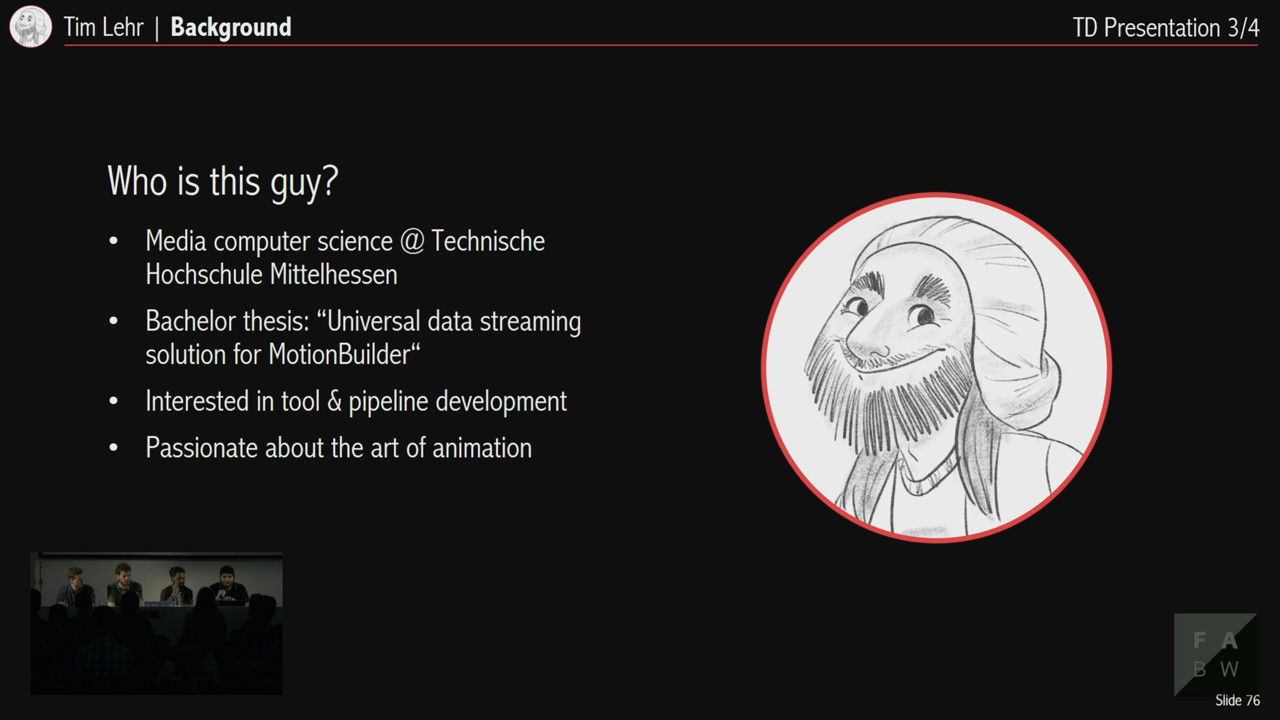 Tim Lehr | Background
TD Presentation 3/4
Who is this guy?
• Media computer science @ Technische
Hochschule Mittelhessen
• Bachelor thesis: “Universal data streaming
solution for MotionBuilder“
• Interested in tool & pipeline development
• Passionate about the art of animation
F A
B W
Slide 76